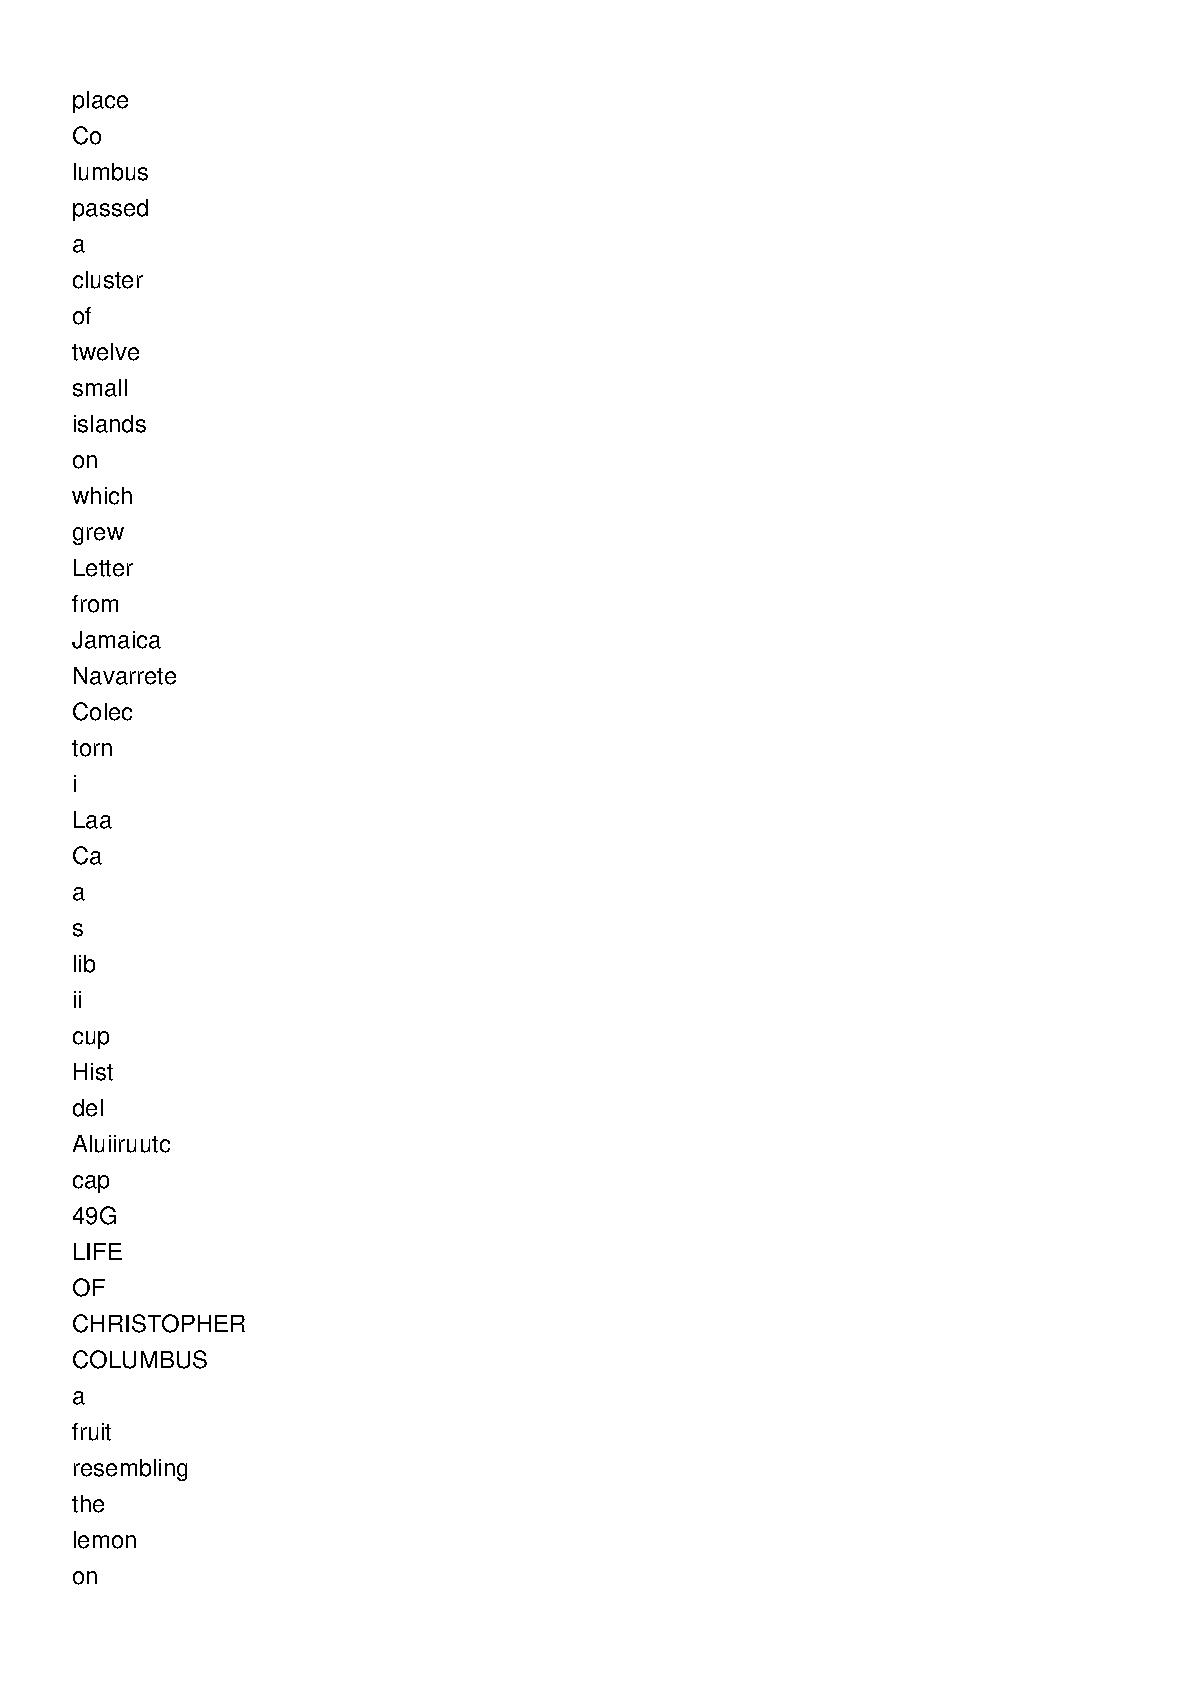 place
Co
lumbus
passed
a
cluster
of
twelve
small
islands
on
which
grew
Letter
from
Jamaica
Navarrete
Colec
torn
i
Laa
Ca
a
s
lib
ii
cup
Hist
del
Aluiiruutc
cap
49G
LIFE
OF
CHRISTOPHER
COLUMBUS
a
fruit
resembling
the
lemon
on